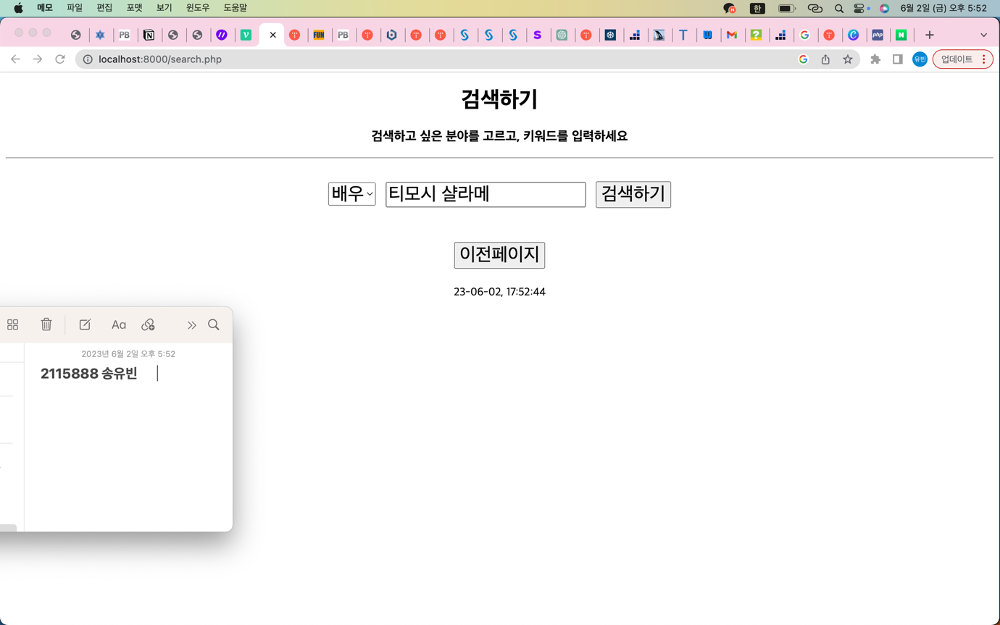 메모 파일 편집 포맷 보기 윈도우 도움말 한 6월 2일 (금) 오후 5:52
PB N FUN PB T G php N
localhost:8000/search.php 유빈 업데이트
검색하기
검색하고 싶은 분야를 고르고, 키워드를 입력하세요
배우 티모시 샬라메 검색하기
이전페이지
23-06-02, 17:52:44
Aa
2023년 6월 2일 오후 5:52
2115888 송유빈